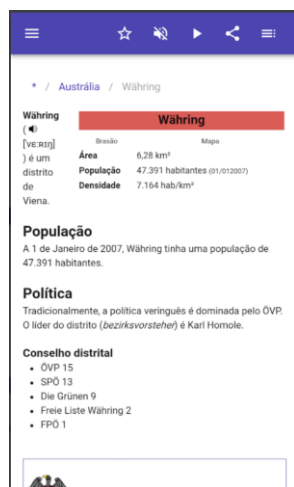 * / Austrália / Währing
Währing
Währing
( 
[vɛːRɪŋ]
) é um
distrito
de
Viena.
Brasão Mapa
Área 6,28 km²
População 47.391 habitantes (01/012007)
Densidade 7.164 hab/km²
População
A 1 de Janeiro de 2007, Währing tinha uma população de
47.391 habitantes.
Política
Tradicionalmente, a política veringuês é dominada pelo ÖVP.
O líder do distrito (bezirksvorsteher) é Karl Homole.
Conselho distrital
• ÖVP 15
• SPÖ 13
• Die Grünen 9
• Freie Liste Währing 2
• FPÖ 1